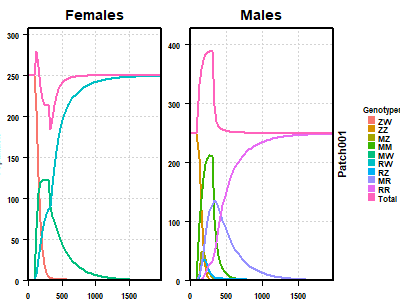 Females
Males
300
250
200
150
100
50
0
0
500
1000
1500
400
300
200
100
0
0
500
1000
1500
Patch001
Genotypes
ZW
ZZ
MZ
MM
MW
RW
RZ
MR
RR
Total